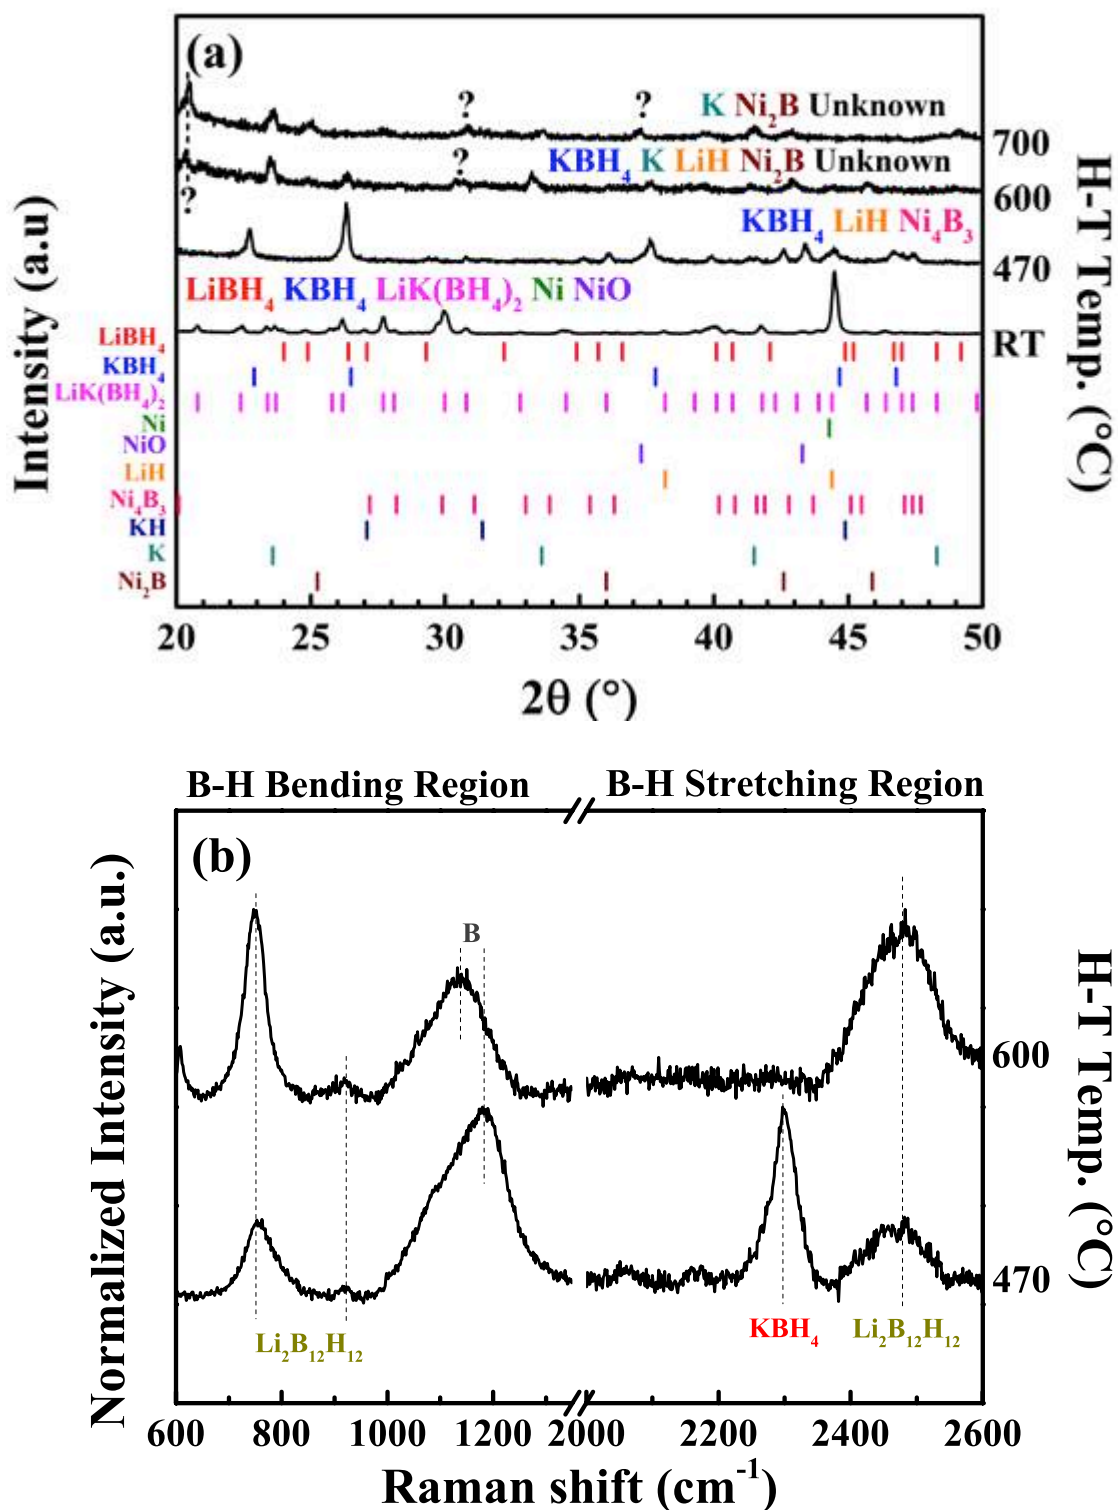 (a)
? ? K Ni₂B Unknown
700
? KBH₄ K LiH Ni₂B Unknown
600
?
KBH₄ LiH Ni₄B₃
470
LiBH₄ KBH₄ LiK(BH₄)₂ Ni NiO
RT
LiBH₄
KBH₄
LiK(BH₄)₂
Ni
NiO
LiH
Ni₄B₃
KH
K
Ni₂B
Intensity (a.u)
H-T Temp. (°C)
20 25 30 35 40 45 50
2θ (°)
B-H Bending Region B-H Stretching Region
(b)
B
600
470
Li₂B₁₂H₁₂ KBH₄ Li₂B₁₂H₁₂
Normalized Intensity (a.u.)
H-T Temp. (°C)
600 800 1000 1200 2000 2200 2400 2600
Raman shift (cm⁻¹)